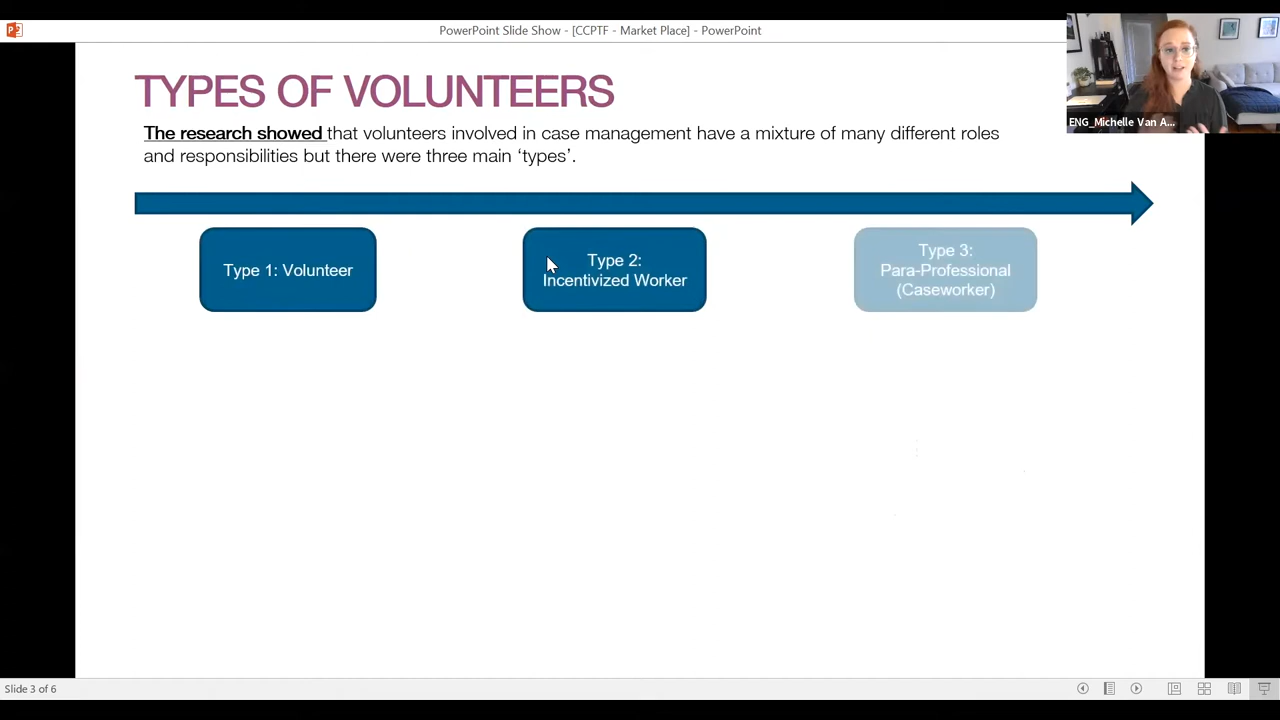 PowerPoint Slide Show - [CCPTF - Market Place] - PowerPoint
TYPES OF VOLUNTEERS
The research showed that volunteers involved in case management have a mixture of many different roles
and responsibilities but there were three main ‘types’.
Type 1: Volunteer
Type 2:
Incentivized Worker
Type 3:
Para-Professional
(Caseworker)
ENG_Michelle Van A...
Slide 3 of 6